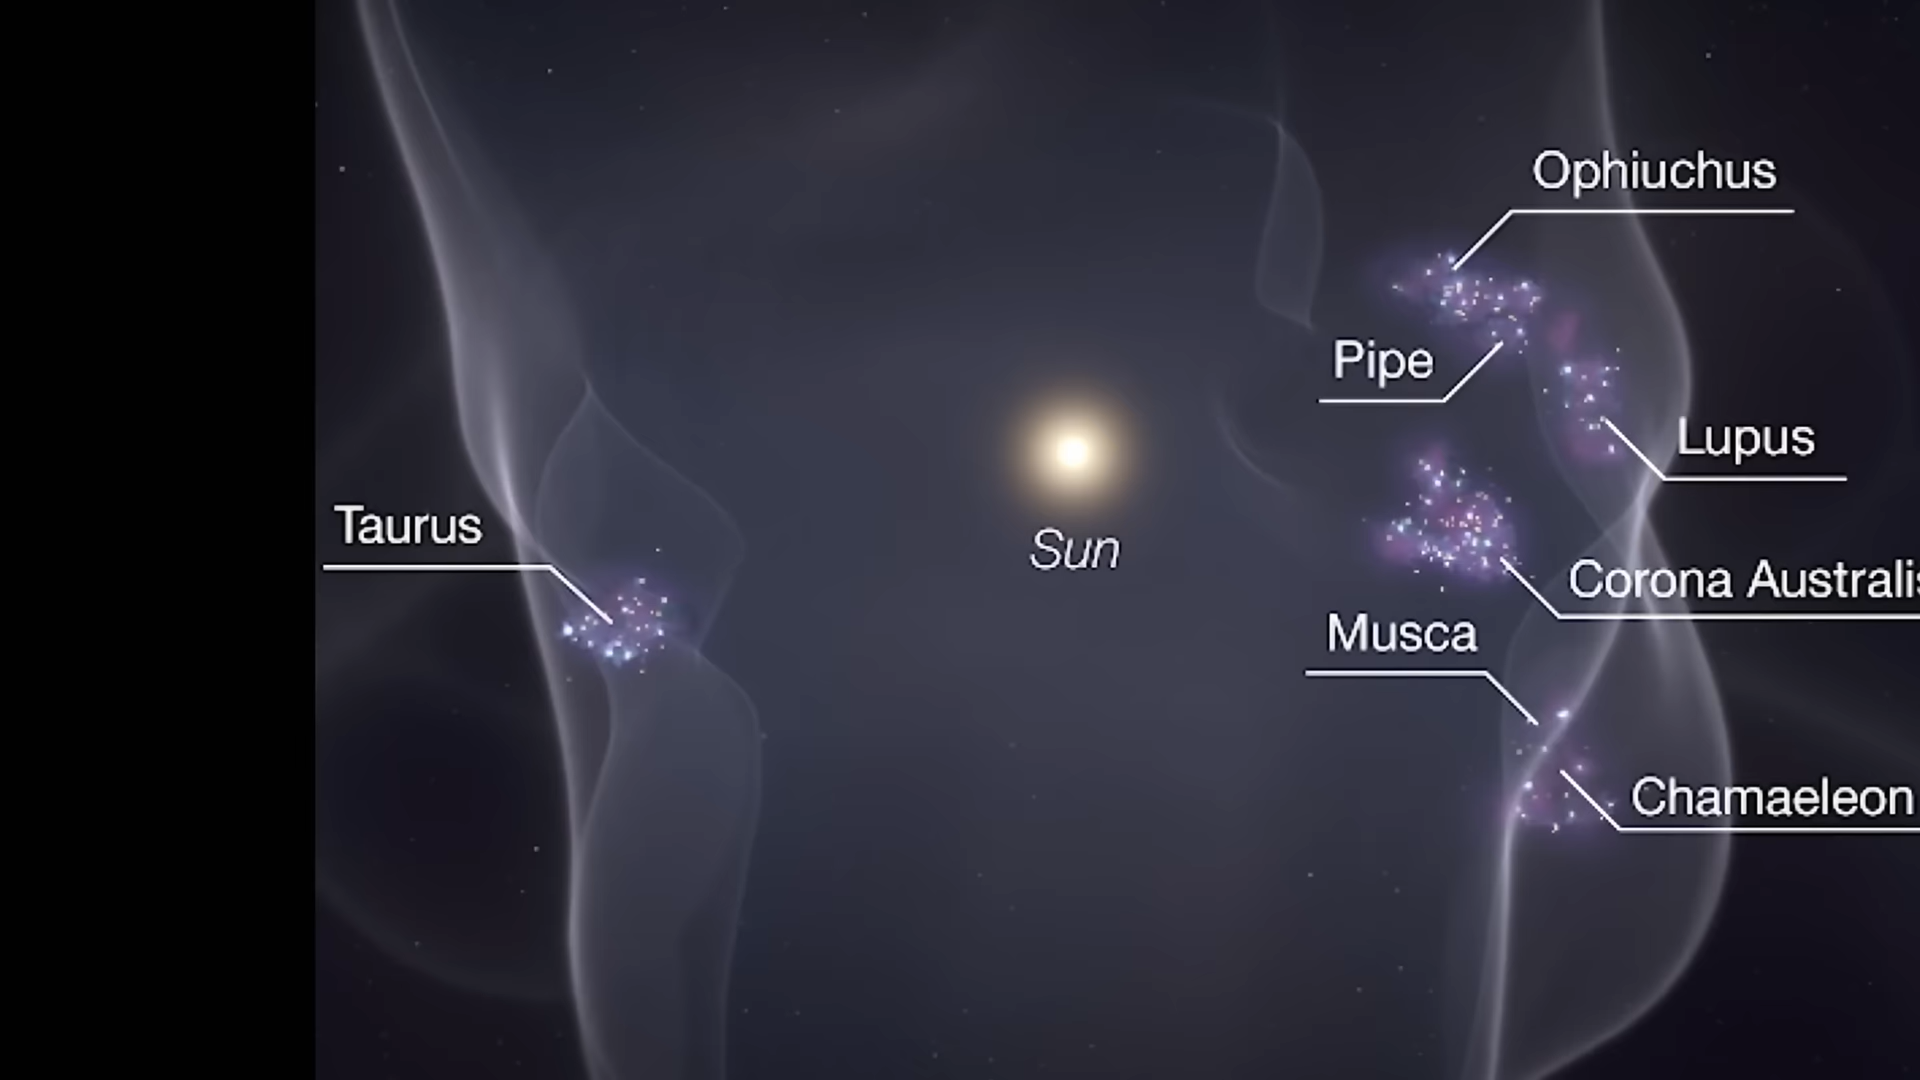 Ophiuchus
Pipe
Lupus
Taurus
Sun
Corona Australis
Musca
Chamaeleon